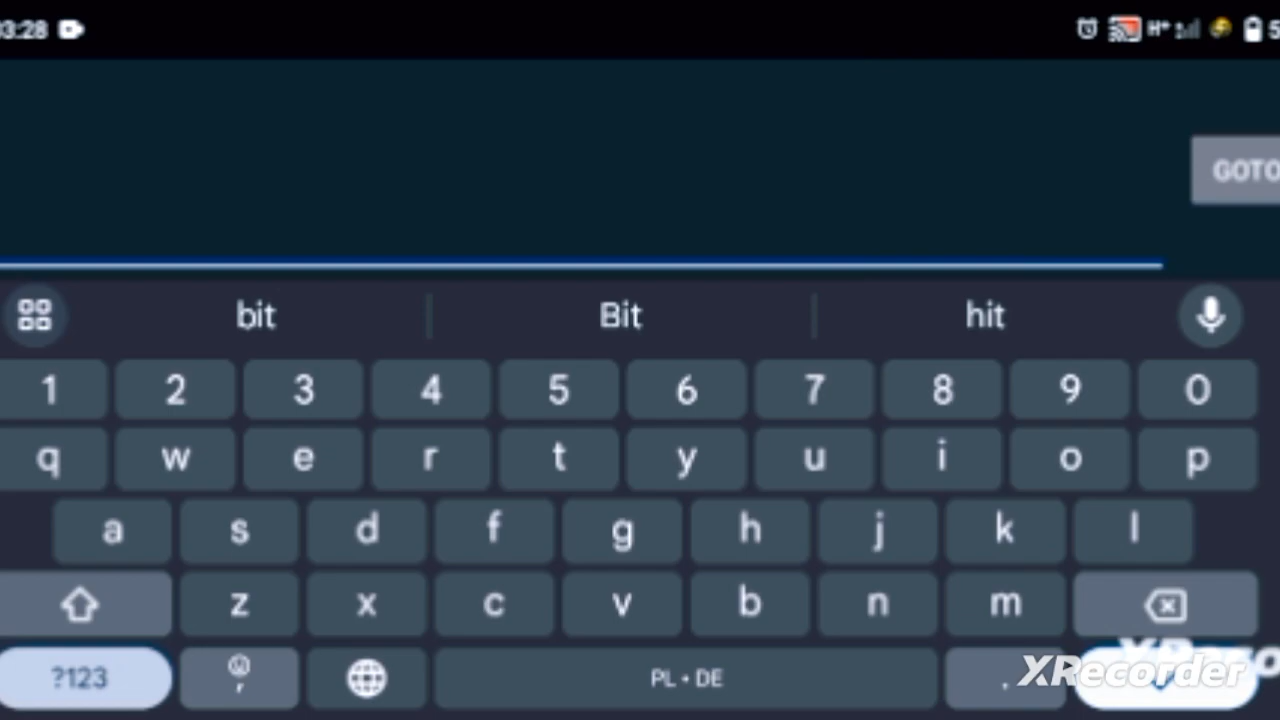 03:28 H+ 5
GOTO
bit Bit hit
1 2 3 4 5 6 7 8 9 0
q w e r t y u i o p
a s d f g h j k l
z x c v b n m
?123 , PL • DE .
XRecorder